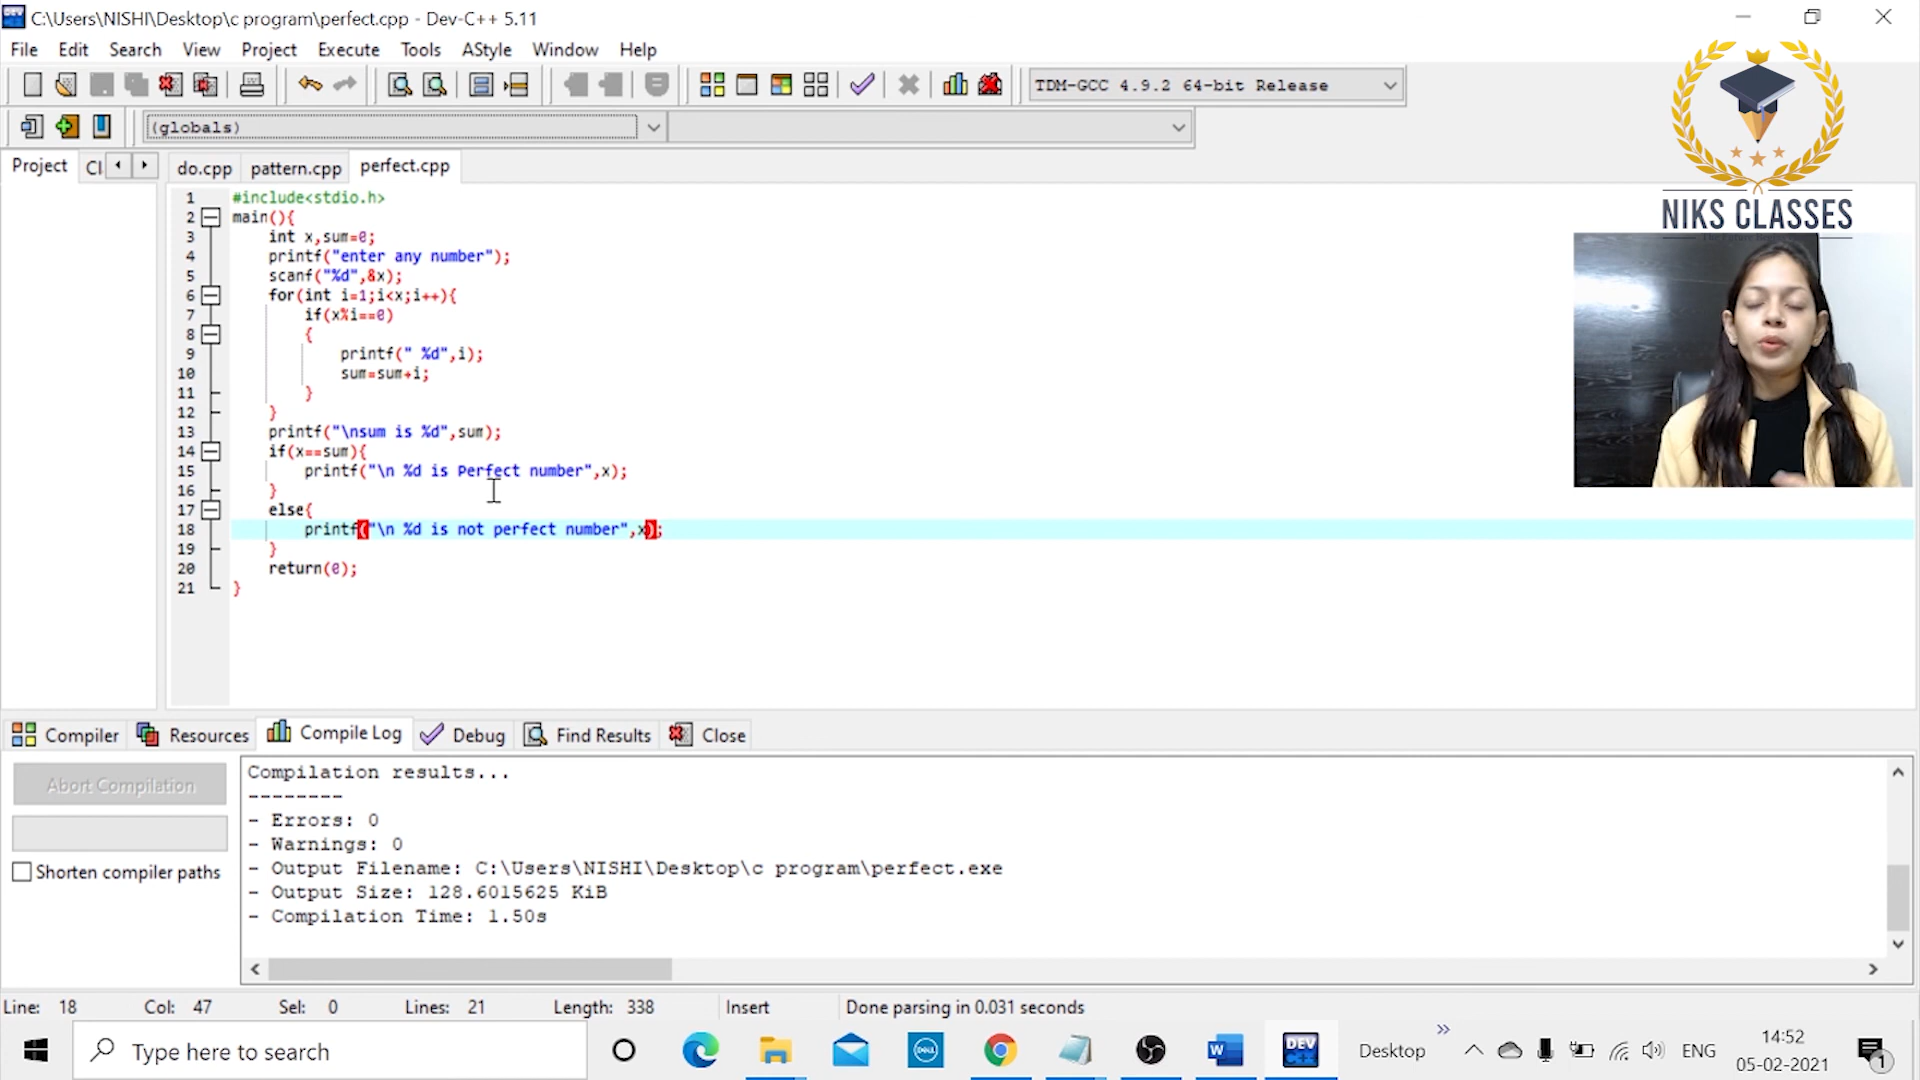 C:\Users\NISHI\Desktop\c program\perfect.cpp - Dev-C++ 5.11
File Edit Search View Project Execute Tools AStyle Window Help
TDM-GCC 4.9.2 64-bit Release
(globals)
Project Cl do.cpp pattern.cpp perfect.cpp
1 #include<stdio.h>
2 main(){
3 int x,sum=0;
4 printf("enter any number");
5 scanf("%d",&x);
6 for(int i=1;i<x;i++){
7 if(x%i==0)
8 {
9 printf(" %d",i);
10 sum=sum+i;
11 }
12 }
13 printf("\nsum is %d",sum);
14 if(x==sum){
15 printf("\n %d is Perfect number",x);
16 }
17 else{
18 printf("\n %d is not perfect number",x);
19 }
20 return(0);
21 }
NIKS CLASSES
Compiler Resources Compile Log Debug Find Results Close
Abort Compilation
Shorten compiler paths
Compilation results...
--------
- Errors: 0
- Warnings: 0
- Output Filename: C:\Users\NISHI\Desktop\c program\perfect.exe
- Output Size: 128.6015625 KiB
- Compilation Time: 1.50s
Line: 18 Col: 47 Sel: 0 Lines: 21 Length: 338 Insert Done parsing in 0.031 seconds
Type here to search
DELL
W
DEV C++
Desktop
ENG
14:52
05-02-2021
1